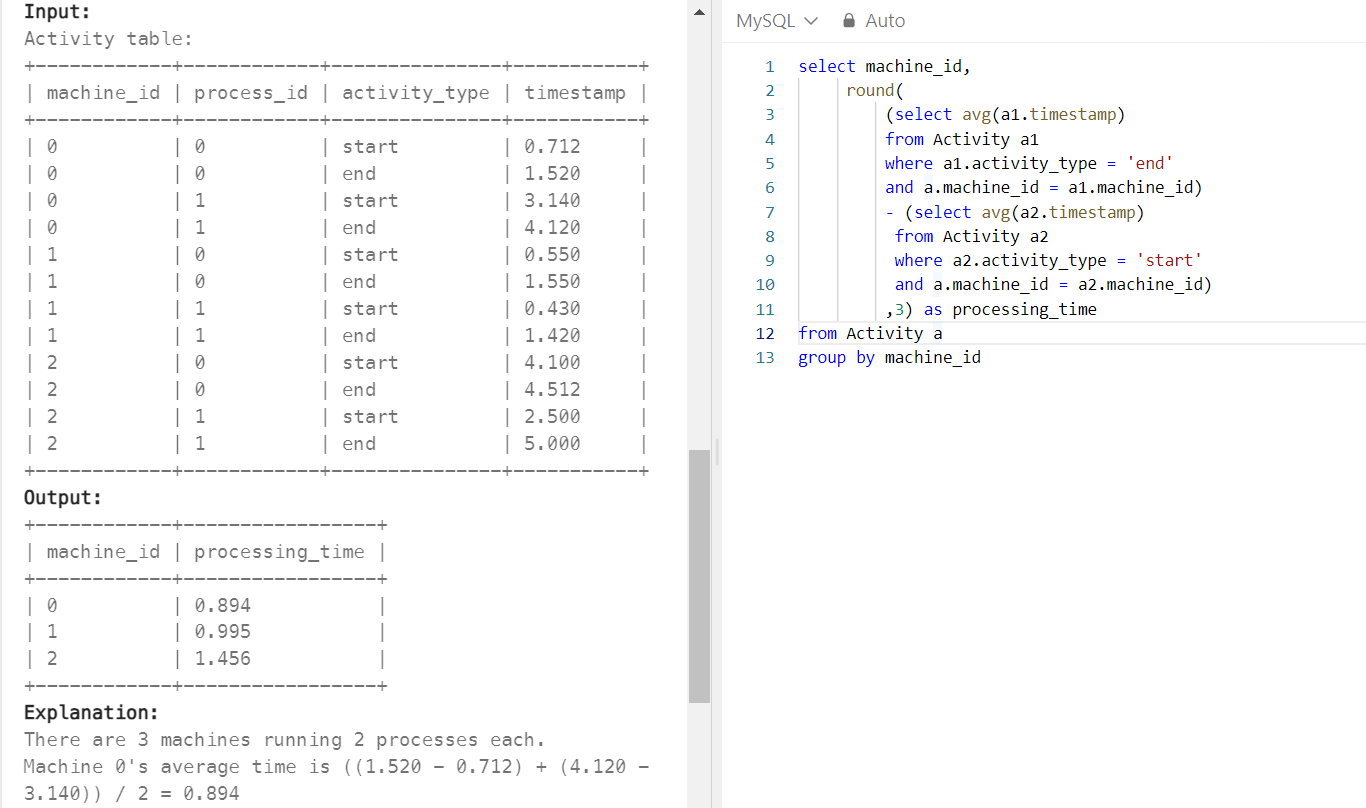 Input:
Activity table:
+------------+------------+---------------+-----------+
| machine_id | process_id | activity_type | timestamp |
+------------+------------+---------------+-----------+
| 0          | 0          | start         | 0.712     |
| 0          | 0          | end           | 1.520     |
| 0          | 1          | start         | 3.140     |
| 0          | 1          | end           | 4.120     |
| 1          | 0          | start         | 0.550     |
| 1          | 0          | end           | 1.550     |
| 1          | 1          | start         | 0.430     |
| 1          | 1          | end           | 1.420     |
| 2          | 0          | start         | 4.100     |
| 2          | 0          | end           | 4.512     |
| 2          | 1          | start         | 2.500     |
| 2          | 1          | end           | 5.000     |
+------------+------------+---------------+-----------+
Output:
+------------+-----------------+
| machine_id | processing_time |
+------------+-----------------+
| 0          | 0.894           |
| 1          | 0.995           |
| 2          | 1.456           |
+------------+-----------------+
Explanation:
There are 3 machines running 2 processes each.
Machine 0's average time is ((1.520 - 0.712) + (4.120 -
3.140)) / 2 = 0.894
MySQL Auto
1 select machine_id,
2 round(
3 (select avg(a1.timestamp)
4 from Activity a1
5 where a1.activity_type = 'end'
6 and a.machine_id = a1.machine_id)
7 - (select avg(a2.timestamp)
8 from Activity a2
9 where a2.activity_type = 'start'
10 and a.machine_id = a2.machine_id)
11 ,3) as processing_time
12 from Activity a
13 group by machine_id